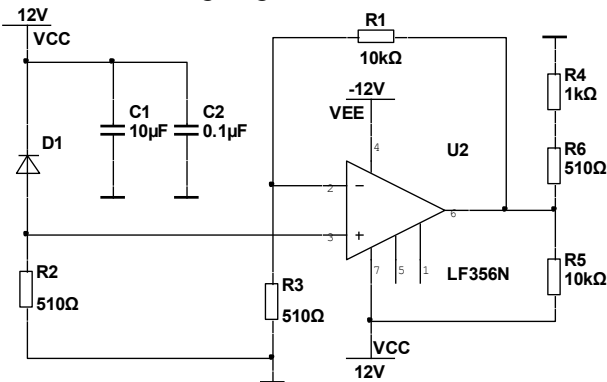 12V
VCC
C1
10µF
C2
0.1µF
D1
R2
510Ω
R3
510Ω
R1
10kΩ
-12V
VEE
4
U2
2
3
6
7
5
1
LF356N
VCC
12V
R4
1kΩ
R6
510Ω
R5
10kΩ